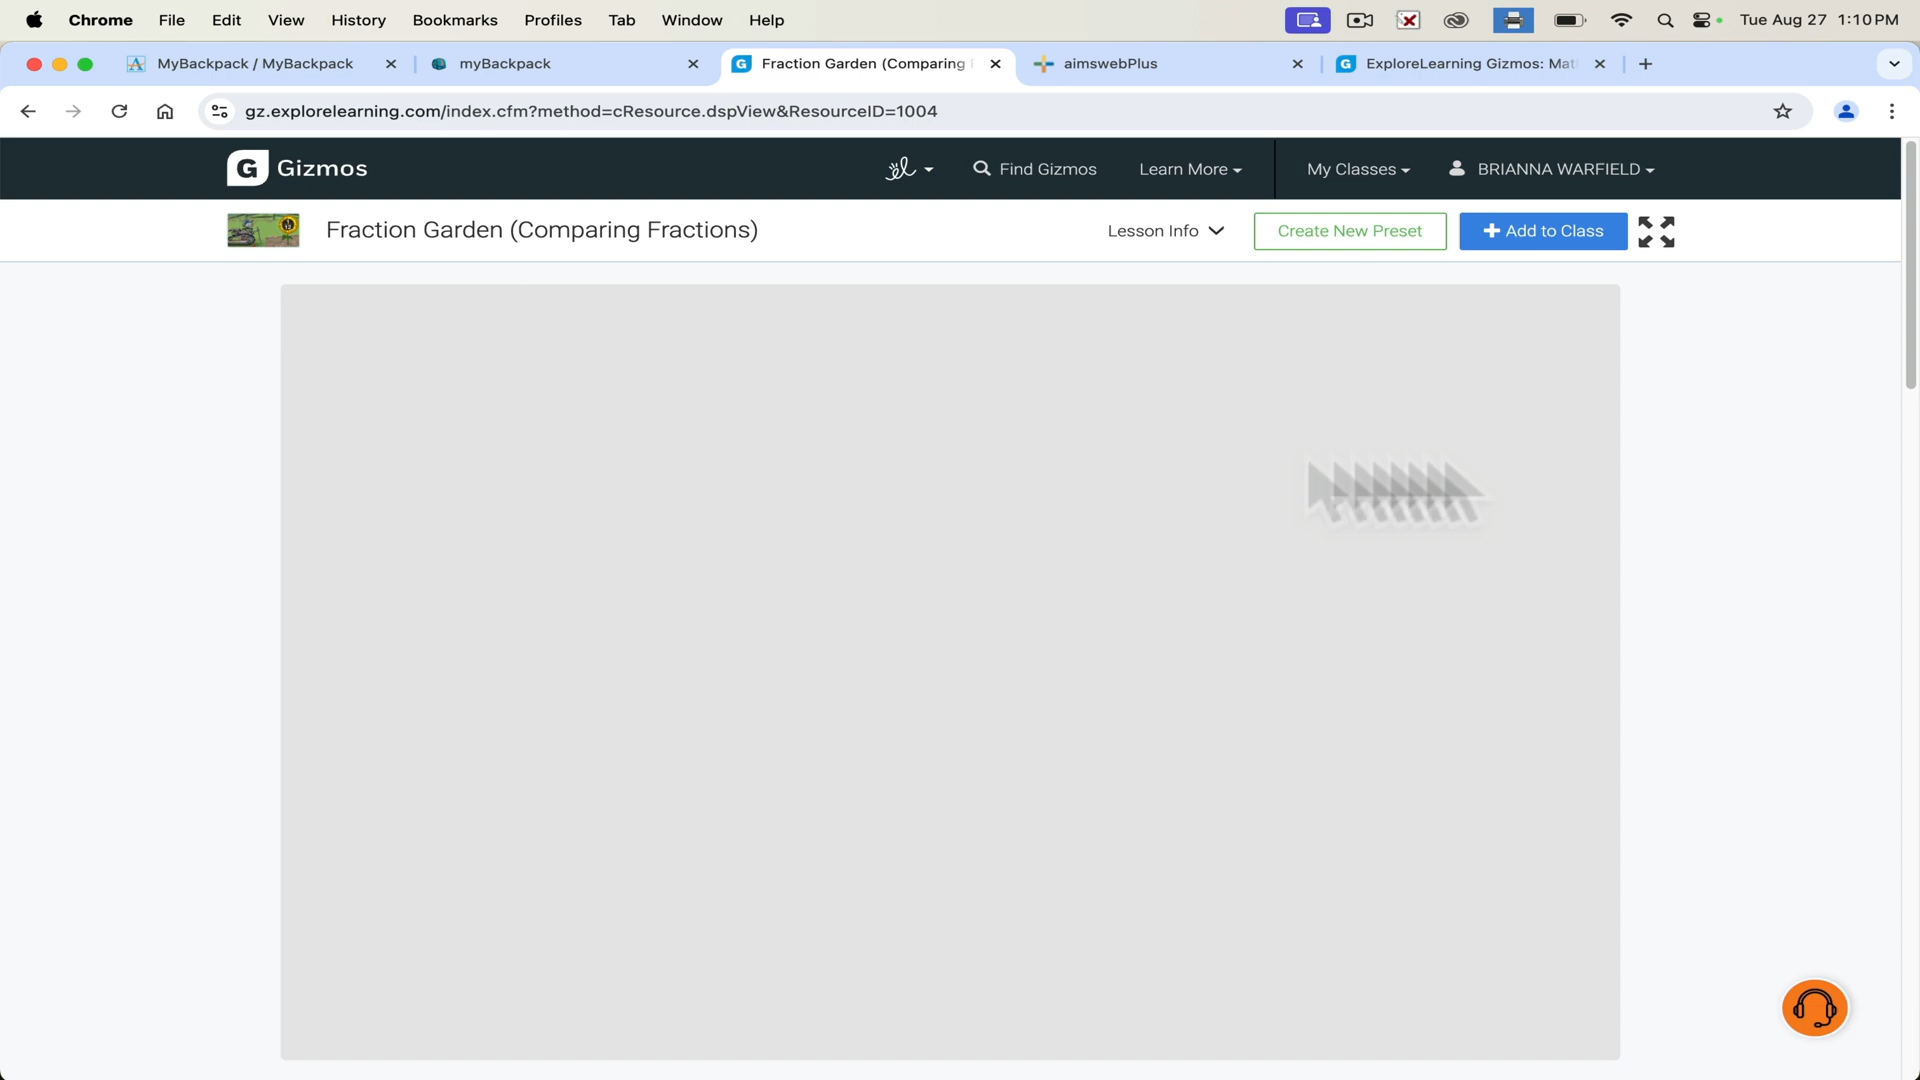 Chrome File Edit View History Bookmarks Profiles Tab Window Help Tue Aug 27 1:10 PM
MyBackpack / MyBackpack myBackpack Fraction Garden (Comparing aimswebPlus ExploreLearning Gizmos: Mat
gz.explorelearning.com/index.cfm?method=cResource.dspView&ResourceID=1004
G Gizmos el Find Gizmos Learn More My Classes BRIANNA WARFIELD
Fraction Garden (Comparing Fractions) Lesson Info Create New Preset + Add to Class